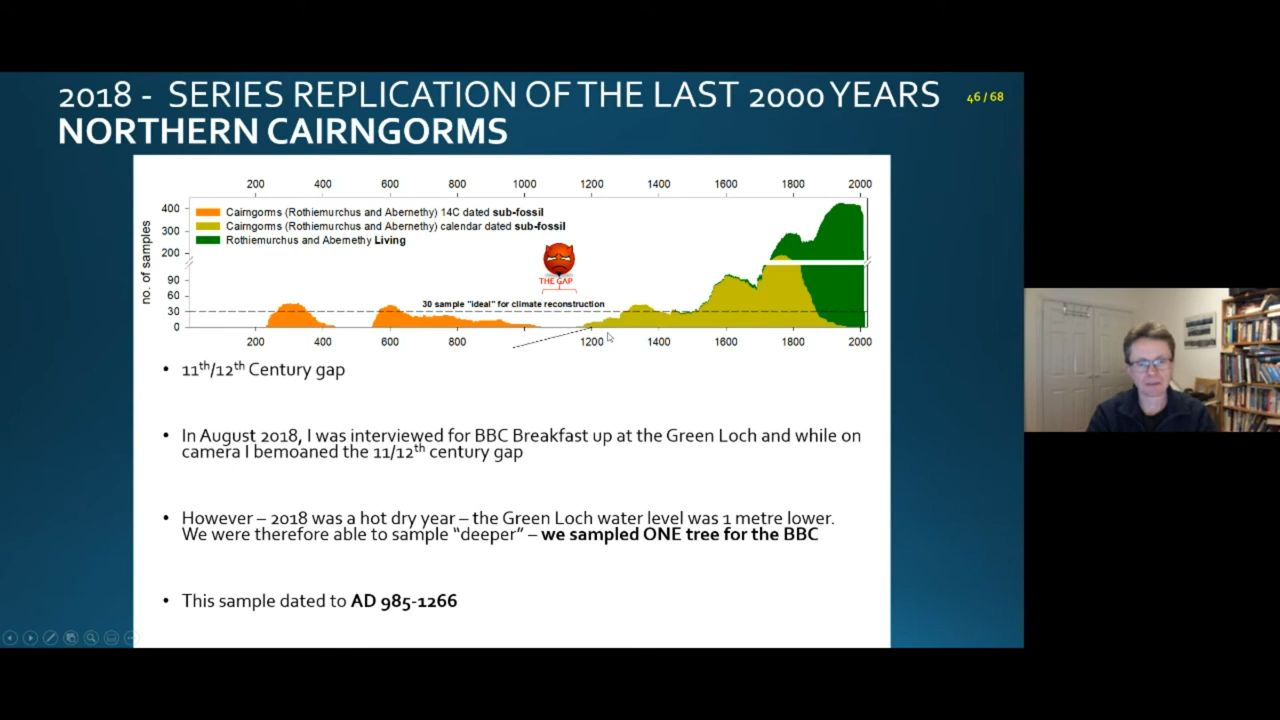 2018 - SERIES REPLICATION OF THE LAST 2000 YEARS
NORTHERN CAIRNGORMS
46 / 68
200 400 600 800 1000 1200 1400 1600 1800 2000
no. of samples
400
300
200
90
60
30
0
Cairngorms (Rothiemurchus and Abernethy) 14C dated sub-fossil
Cairngorms (Rothiemurchus and Abernethy) calendar dated sub-fossil
Rothiemurchus and Abernethy Living
THE GAP
30 sample "ideal" for climate reconstruction
200 400 600 800 1200 1400 1600 1800 2000
• 11th/12th Century gap
• In August 2018, I was interviewed for BBC Breakfast up at the Green Loch and while on
camera I bemoaned the 11/12th century gap
• However – 2018 was a hot dry year – the Green Loch water level was 1 metre lower.
We were therefore able to sample “deeper” – we sampled ONE tree for the BBC
• This sample dated to AD 985-1266